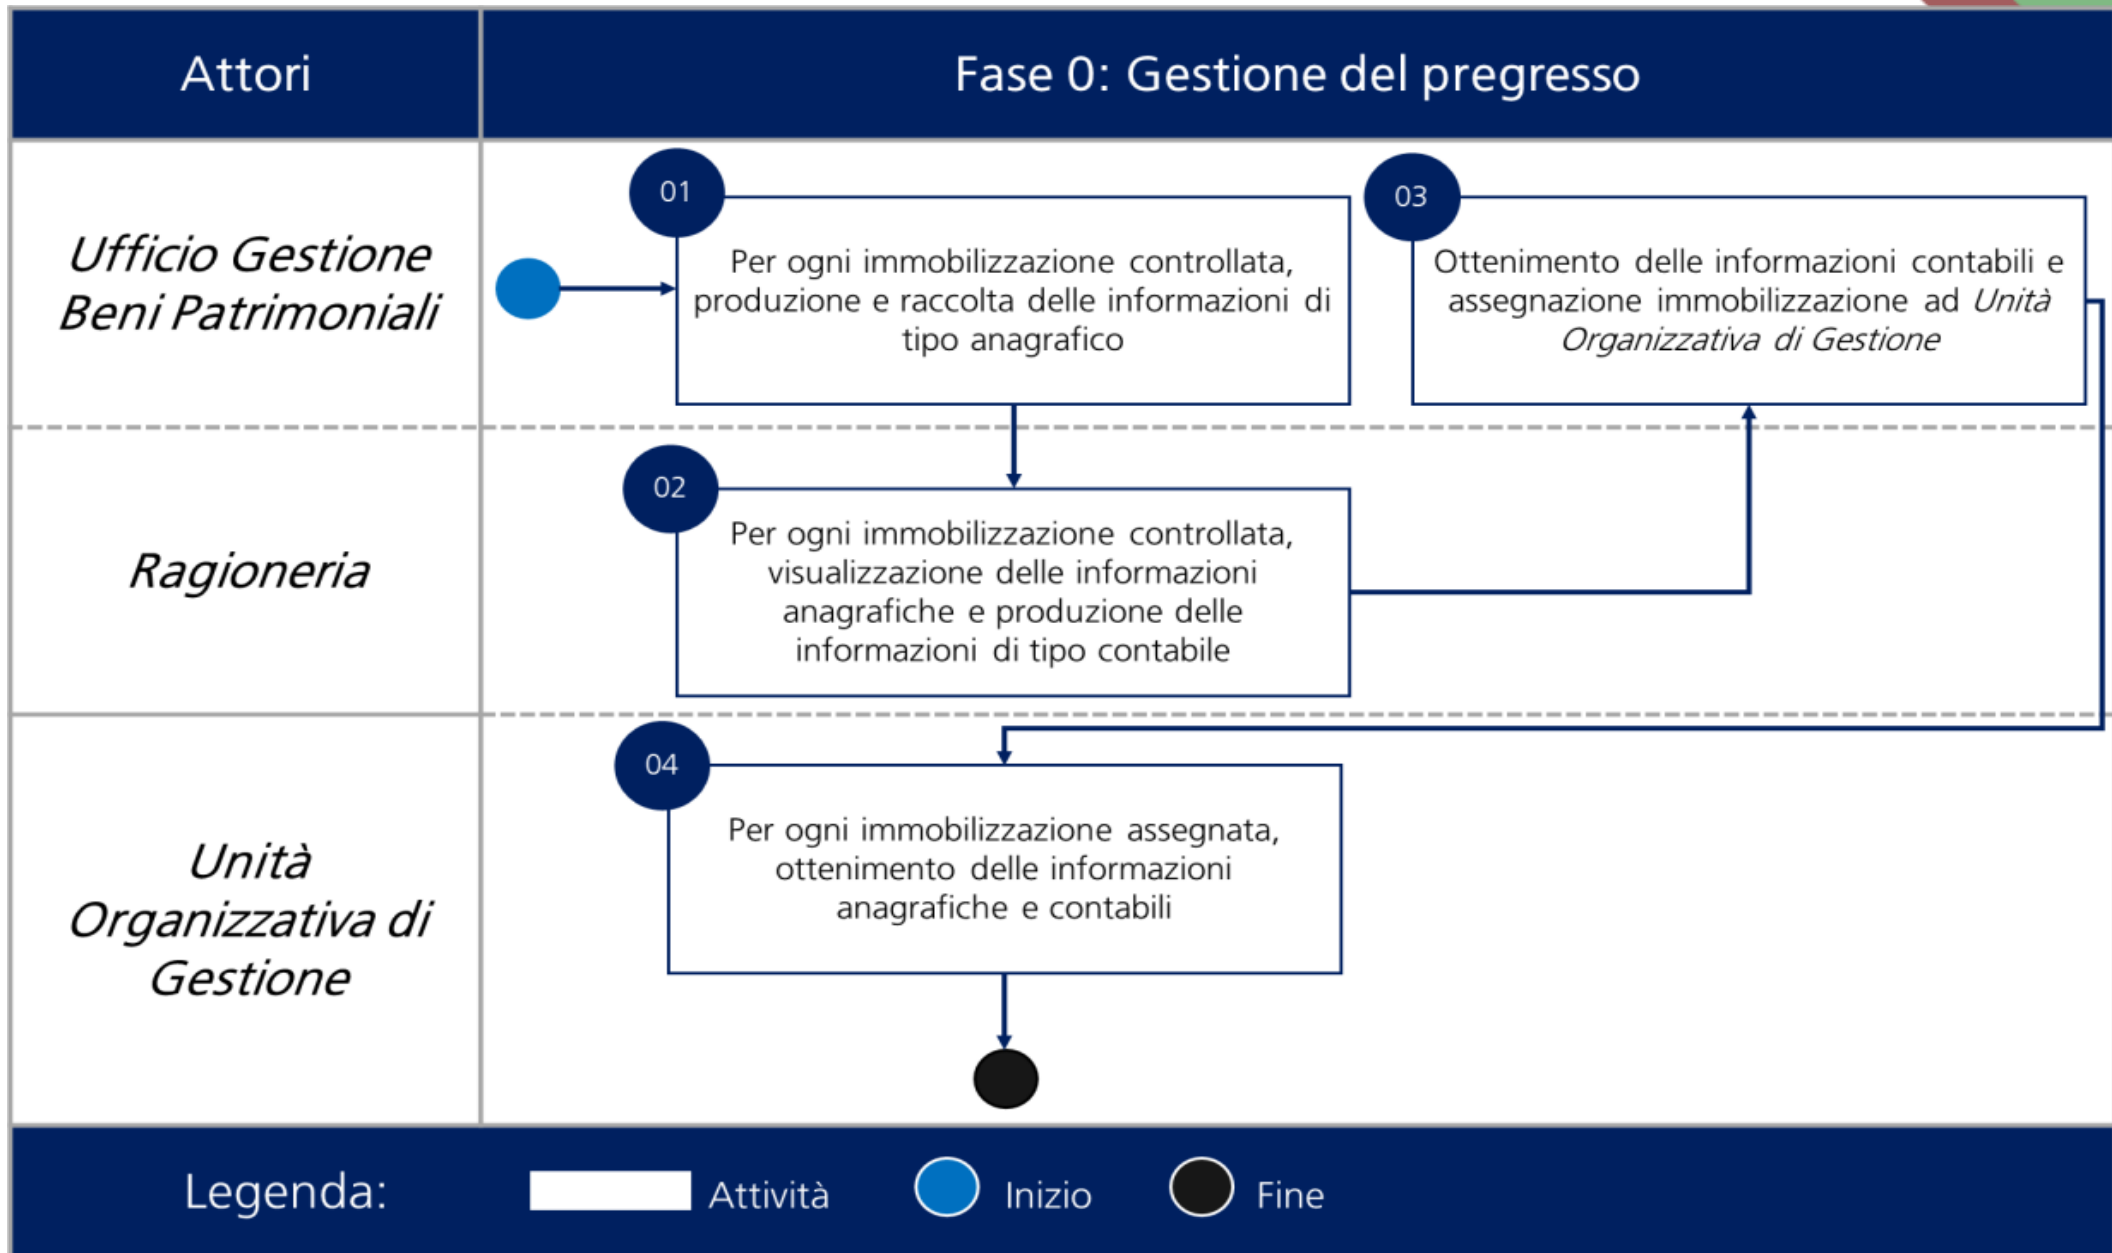 Attori
Fase 0: Gestione del pregresso
Ufficio Gestione
Beni Patrimoniali
01
Per ogni immobilizzazione controllata,
produzione e raccolta delle informazioni di
tipo anagrafico
03
Ottenimento delle informazioni contabili e
assegnazione immobilizzazione ad Unità
Organizzativa di Gestione
Ragioneria
02
Per ogni immobilizzazione controllata,
visualizzazione delle informazioni
anagrafiche e produzione delle
informazioni di tipo contabile
Unità
Organizzativa di
Gestione
04
Per ogni immobilizzazione assegnata,
ottenimento delle informazioni
anagrafiche e contabili
Legenda:
Attività
Inizio
Fine